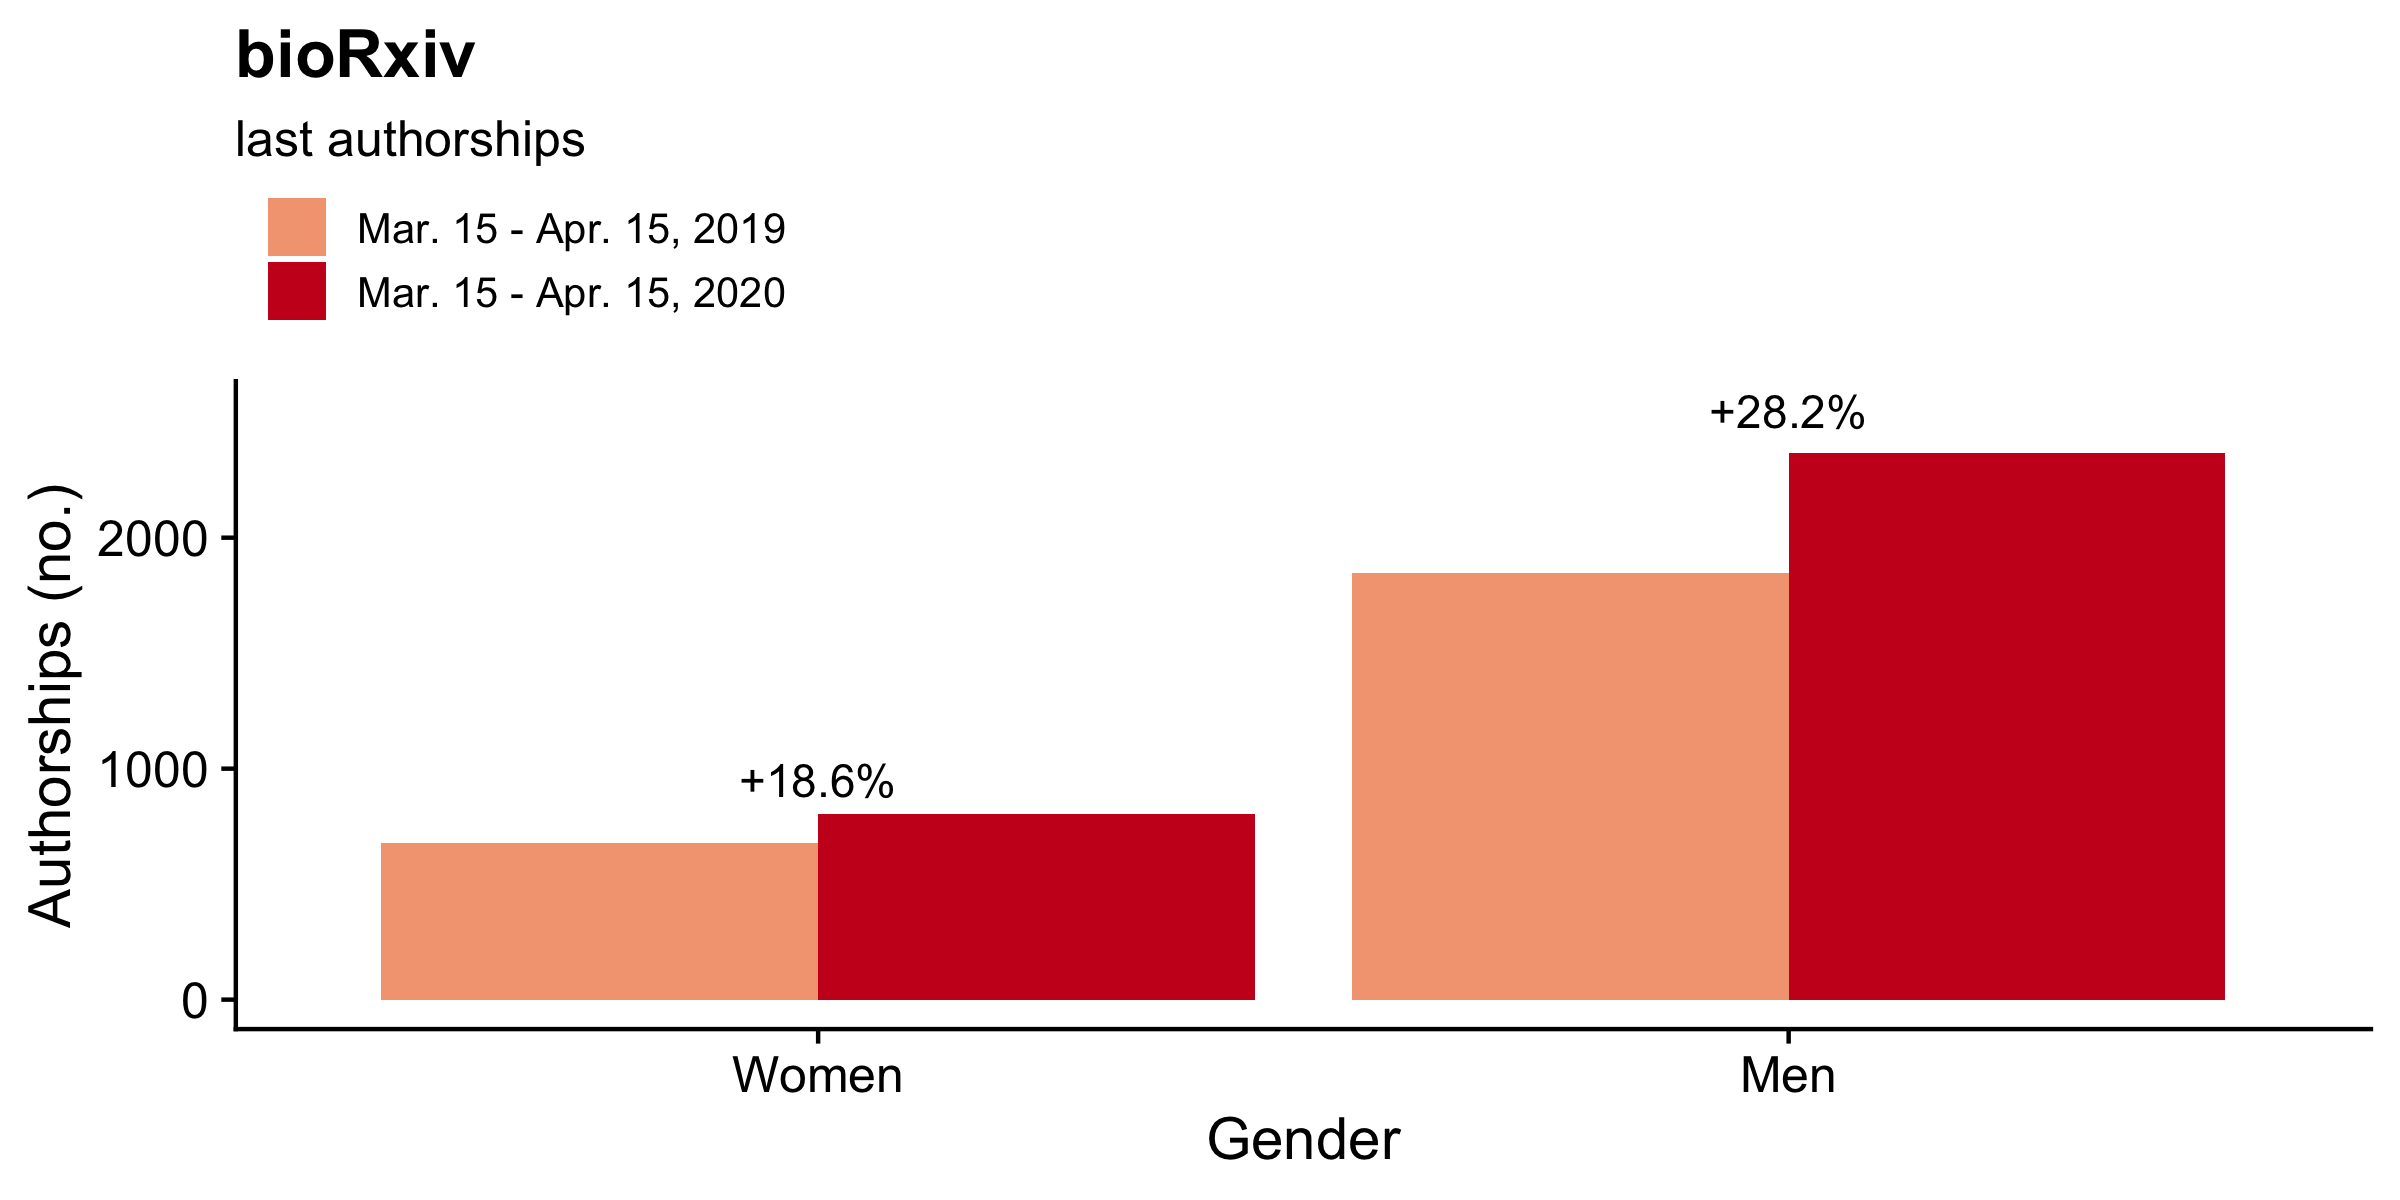 bioRxiv
last authorships
Mar. 15 - Apr. 15, 2019
Mar. 15 - Apr. 15, 2020
Authorships (no.)
2000
1000
0
+18.6%
+28.2%
Women
Men
Gender